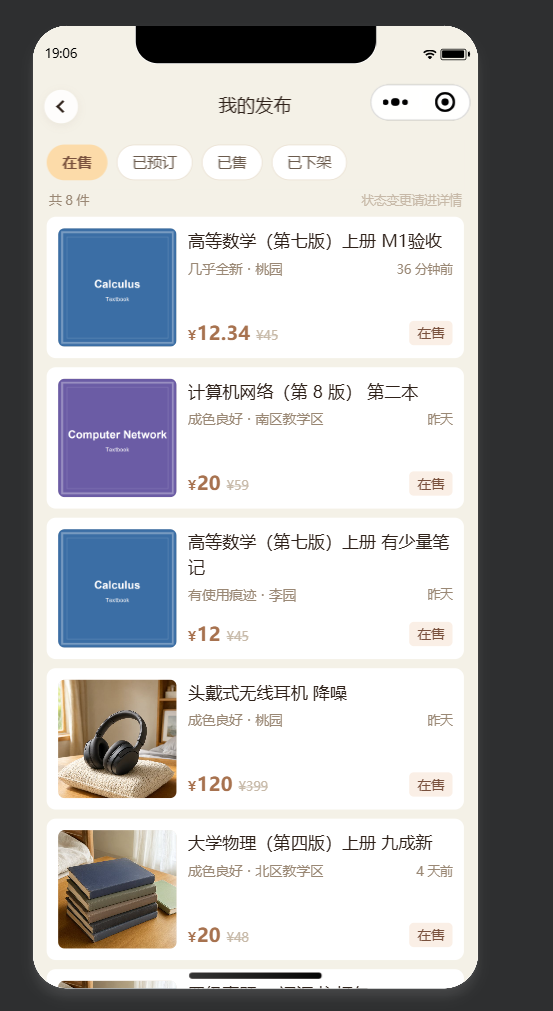 19:06
我的发布
在售 已预订 已售 已下架
共 8 件 状态变更请进详情
Calculus
Textbook
高等数学（第七版）上册 M1验收
几乎全新 · 桃园 36 分钟前
¥12.34 ¥45 在售
Computer Network
Textbook
计算机网络（第 8 版） 第二本
成色良好 · 南区教学区 昨天
¥20 ¥59 在售
Calculus
Textbook
高等数学（第七版）上册 有少量笔
记
有使用痕迹 · 李园 昨天
¥12 ¥45 在售
头戴式无线耳机 降噪
成色良好 · 桃园 昨天
¥120 ¥399 在售
大学物理（第四版）上册 九成新
成色良好 · 北区教学区 4 天前
¥20 ¥48 在售